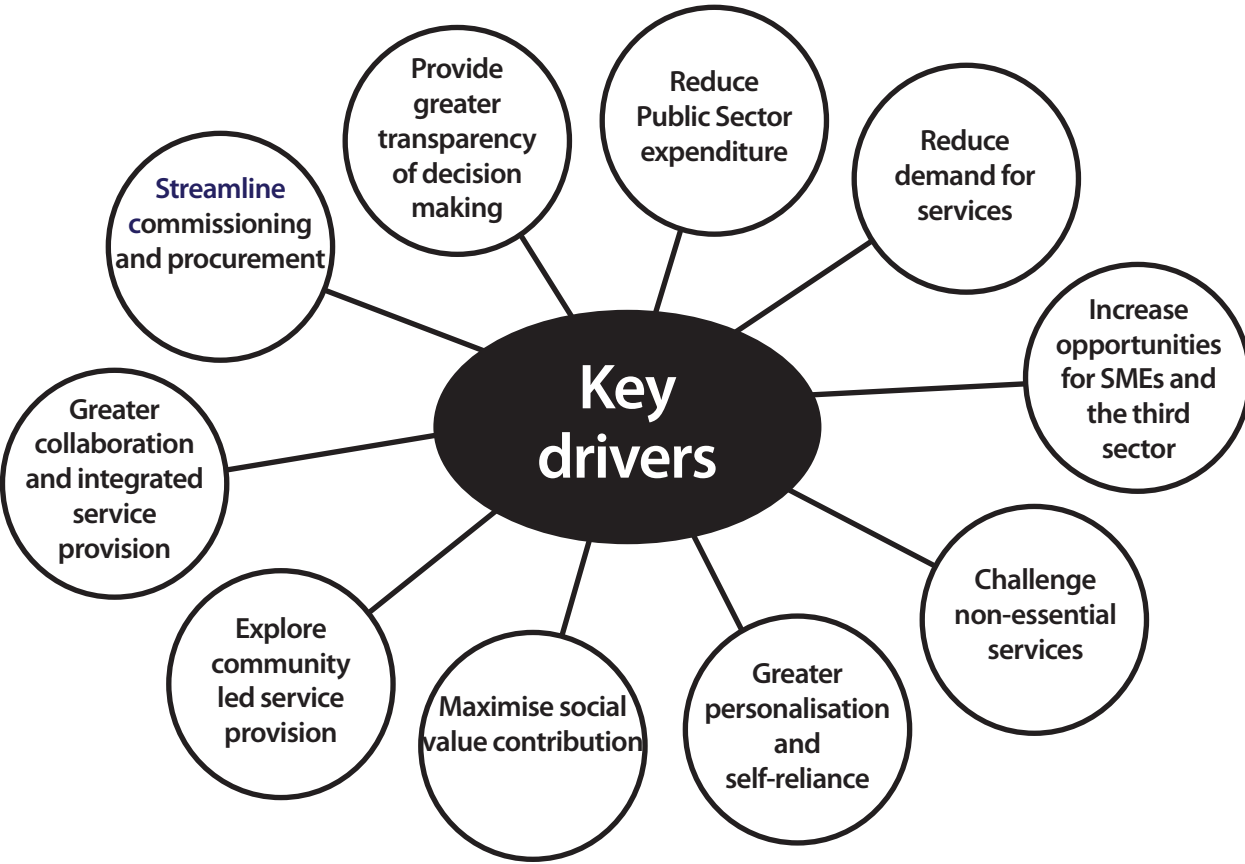 Key
drivers
Provide
greater
transparency
of decision
making
Reduce
Public Sector
expenditure
Reduce
demand for
services
Increase
opportunities
for SMEs and
the third
sector
Challenge
non-essential
services
Greater
personalisation
and
self-reliance
Maximise social
value contribution
Explore
community
led service
provision
Greater
collaboration
and integrated
service
provision
Streamline
commissioning
and procurement